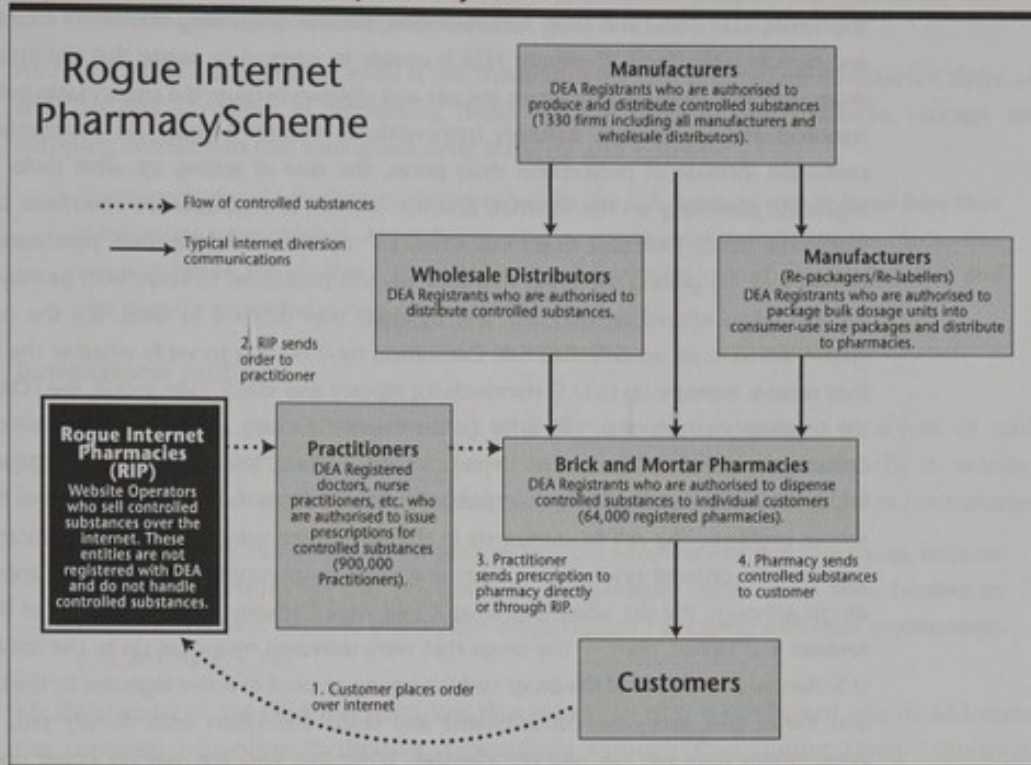 Rogue Internet
PharmacyScheme
Flow of controlled substances
Typical internet diversion
communications
Manufacturers
DEA Registrants who are authorised to
produce and distribute controlled substances
(1330 firms including all manufacturers and
wholesale distributors).
Wholesale Distributors
DEA Registrants who are authorised to
distribute controlled substances.
Manufacturers
(Re-packagers/Re-labellers)
DEA Registrants who are authorised to
package bulk dosage units into
consumer-use size packages and distribute
to pharmacies.
2. RIP sends
order to
practitioner
Rogue Internet
Pharmacies
(RIP)
Website Operators
who sell controlled
substances over the
internet. These
entities are not
registered with DEA
and do not handle
controlled substances.
Practitioners
DEA Registered
doctors, nurse
practitioners, etc. who
are authorised to issue
prescriptions for
controlled substances
(900,000
Practitioners).
Brick and Mortar Pharmacies
DEA Registrants who are authorised to dispense
controlled substances to individual customers
(64,000 registered pharmacies).
3. Practitioner
sends prescription to
pharmacy directly
or through RIP.
4. Pharmacy sends
controlled substances
to customer
1. Customer places order
over internet
Customers